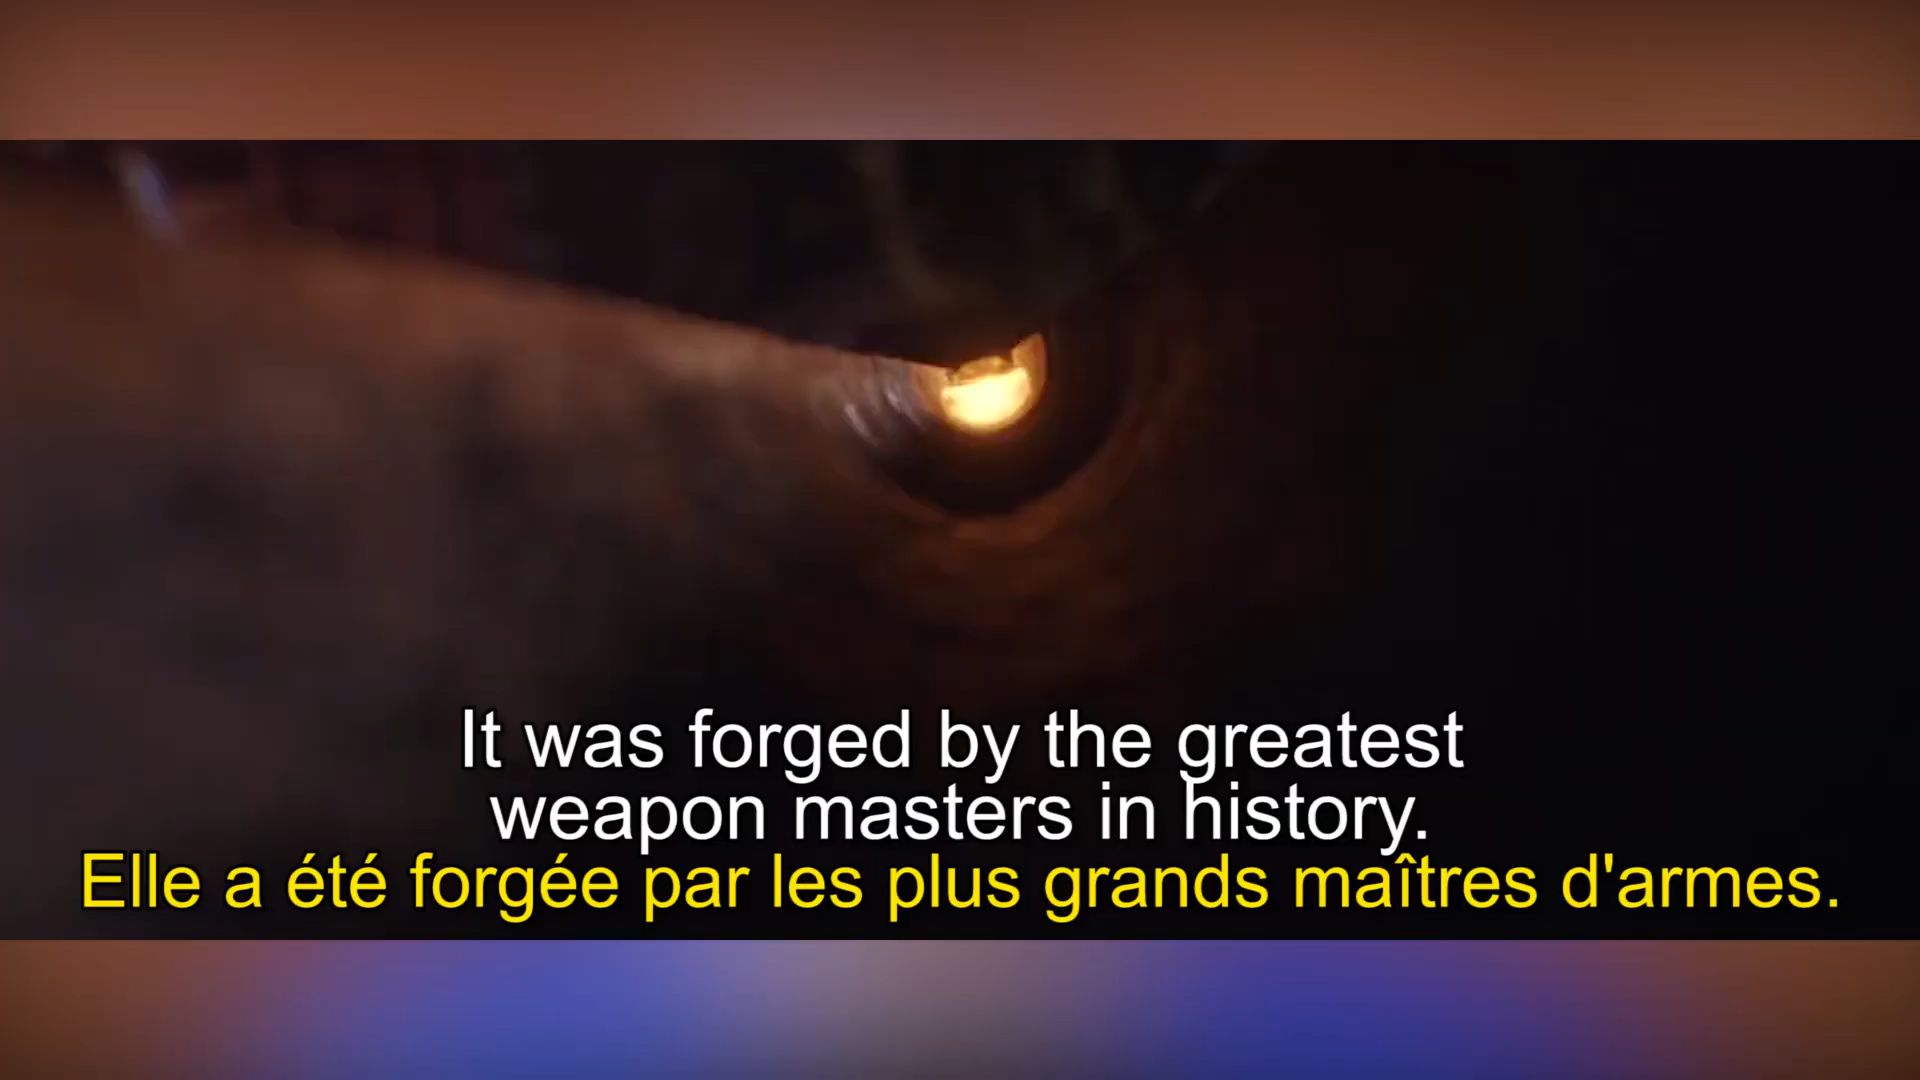 It was forged by the greatest
weapon masters in history.
Elle a été forgée par les plus grands maîtres d'armes.